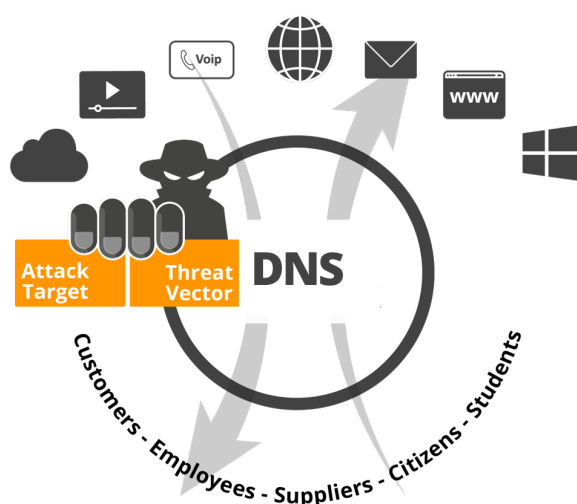 Voip
www
Attack
Target
Threat
Vector
DNS
Customers - Employees - Suppliers - Citizens - Students